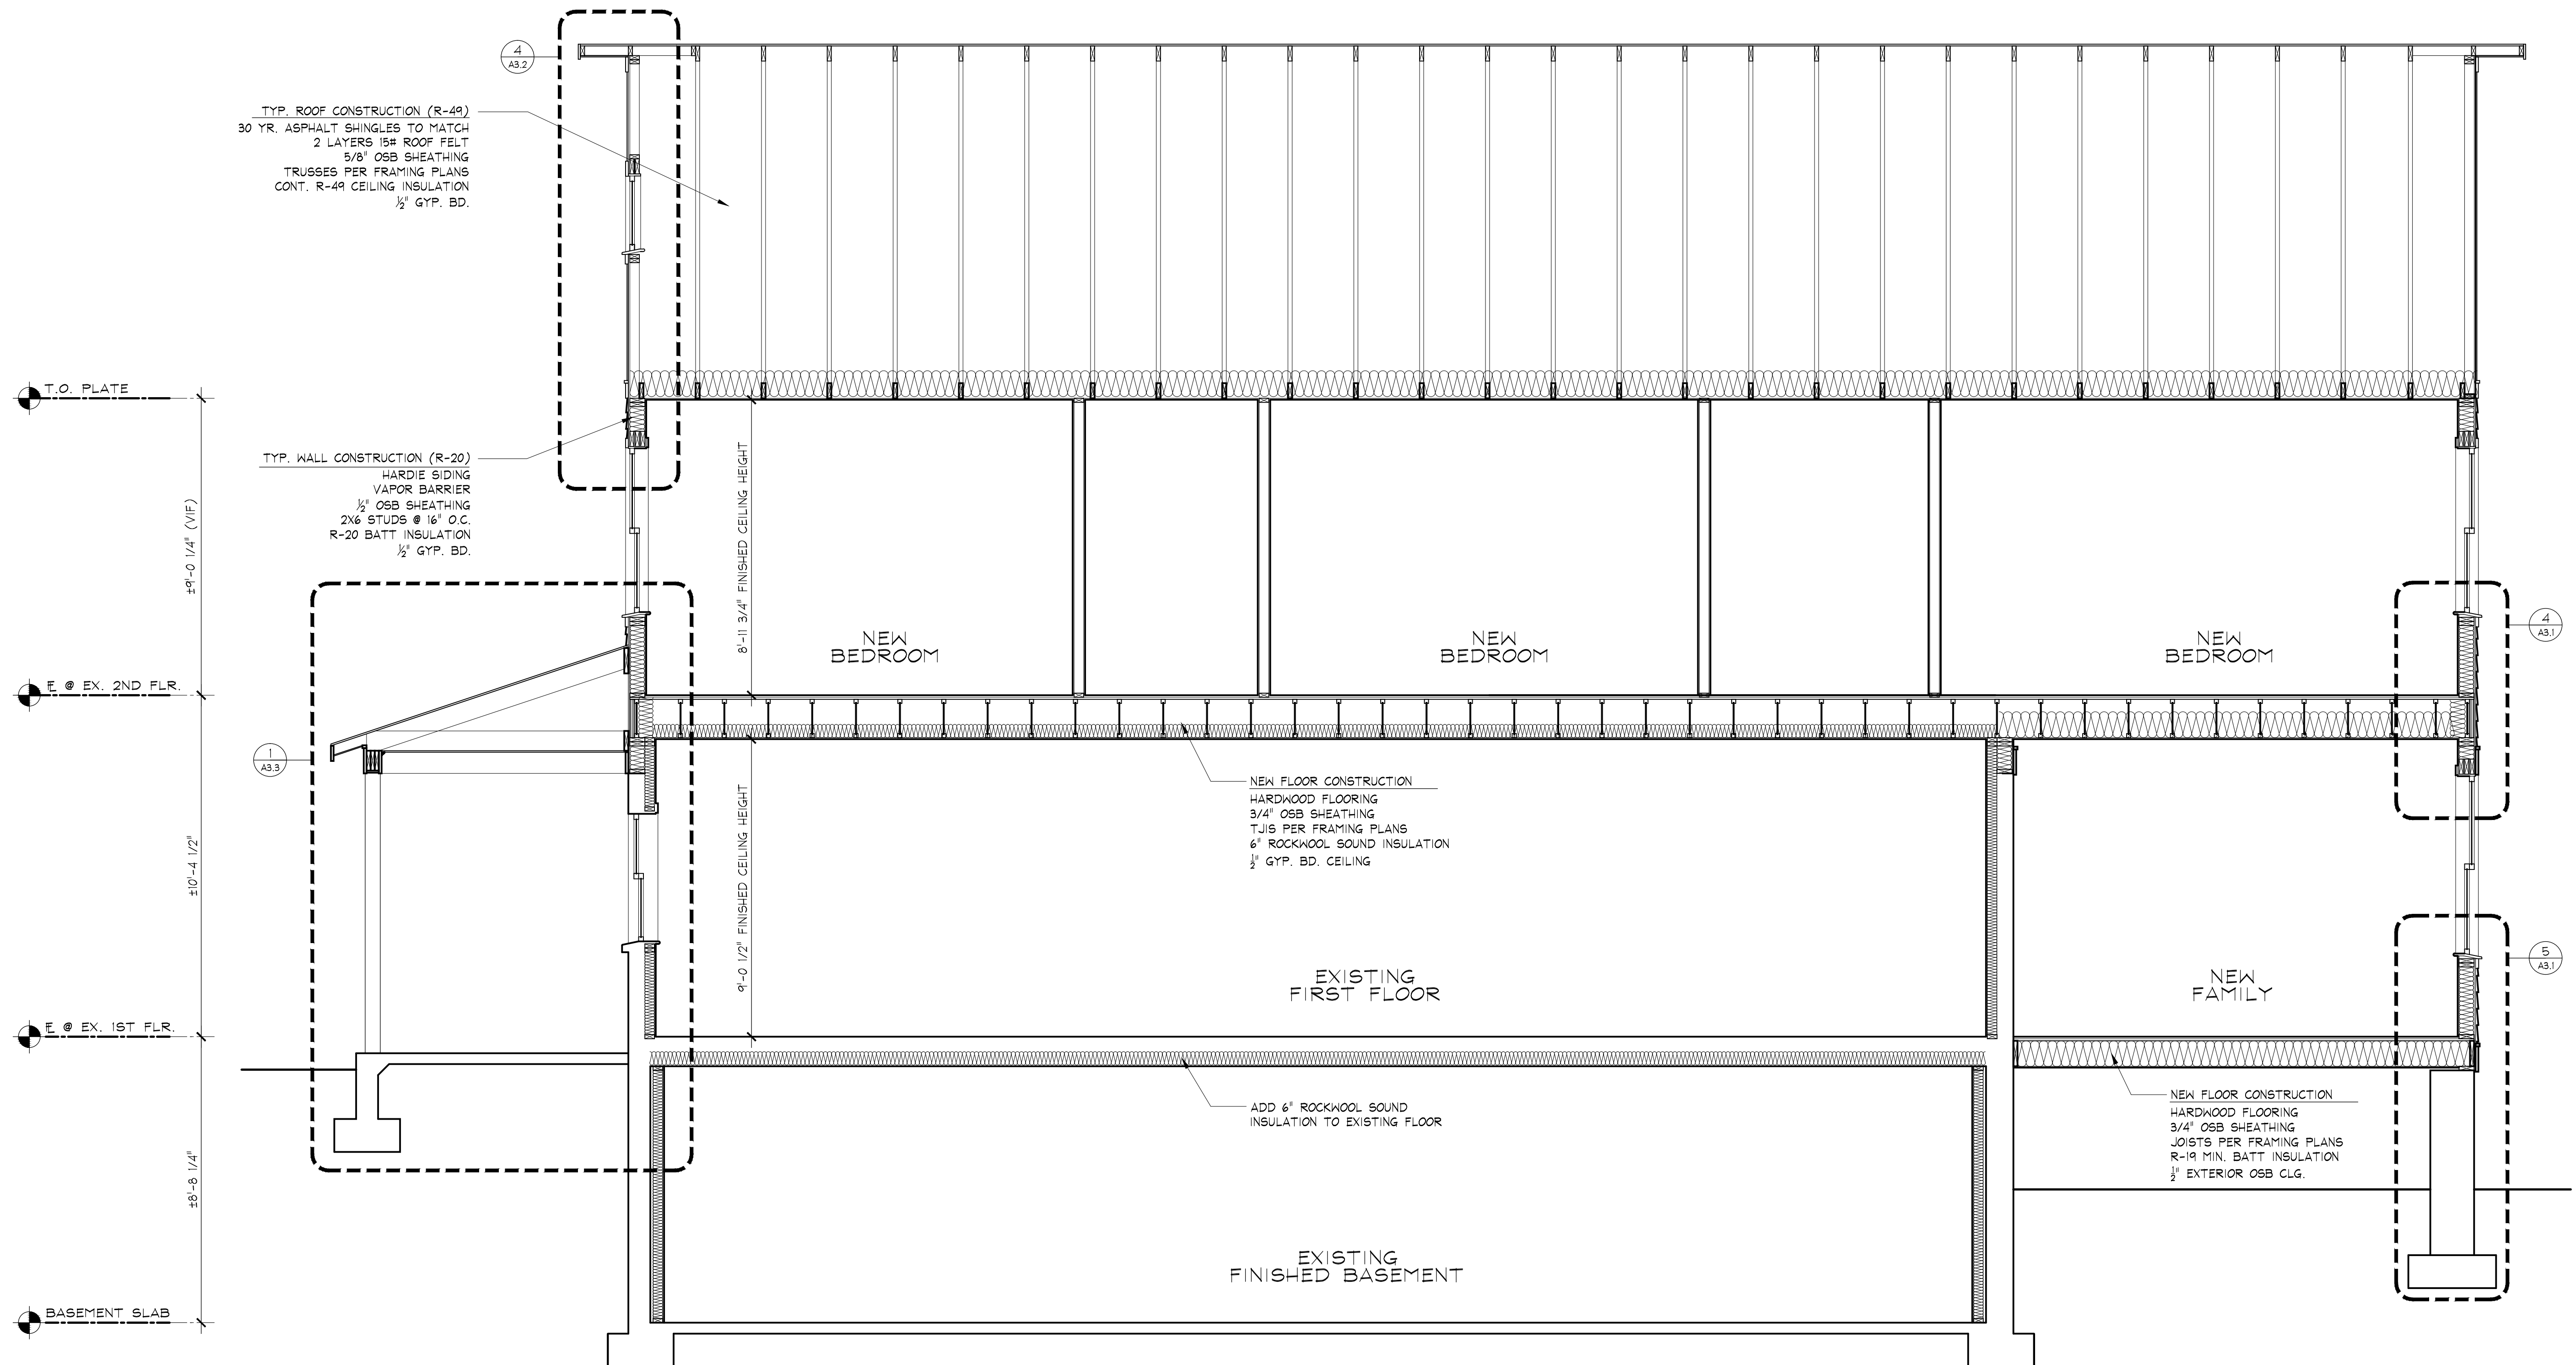 4
A3.2
TYP. ROOF CONSTRUCTION (R-49)
30 YR. ASPHALT SHINGLES TO MATCH
2 LAYERS 15# ROOF FELT
5/8" OSB SHEATHING
TRUSSES PER FRAMING PLANS
CONT. R-49 CEILING INSULATION
½" GYP. BD.
T.O. PLATE
TYP. WALL CONSTRUCTION (R-20)
HARDIE SIDING
VAPOR BARRIER
½" OSB SHEATHING
2X6 STUDS @ 16" O.C.
R-20 BATT INSULATION
½" GYP. BD.
±9'-0 1/4" (VIF)
8'-11 3/4" FINISHED CEILING HEIGHT
NEW
BEDROOM
NEW
BEDROOM
NEW
BEDROOM
4
A3.1
F @ EX. 2ND FLR.
1
A3.3
NEW FLOOR CONSTRUCTION
HARDWOOD FLOORING
3/4" OSB SHEATHING
TJIS PER FRAMING PLANS
6" ROCKWOOL SOUND INSULATION
½" GYP. BD. CEILING
±10'-4 1/2"
9'-0 1/2" FINISHED CEILING HEIGHT
EXISTING
FIRST FLOOR
NEW
FAMILY
5
A3.1
F @ EX. 1ST FLR.
ADD 6" ROCKWOOL SOUND
INSULATION TO EXISTING FLOOR
NEW FLOOR CONSTRUCTION
HARDWOOD FLOORING
3/4" OSB SHEATHING
JOISTS PER FRAMING PLANS
R-19 MIN. BATT INSULATION
½" EXTERIOR OSB CLG.
±8'-8 1/4"
EXISTING
FINISHED BASEMENT
BASEMENT SLAB